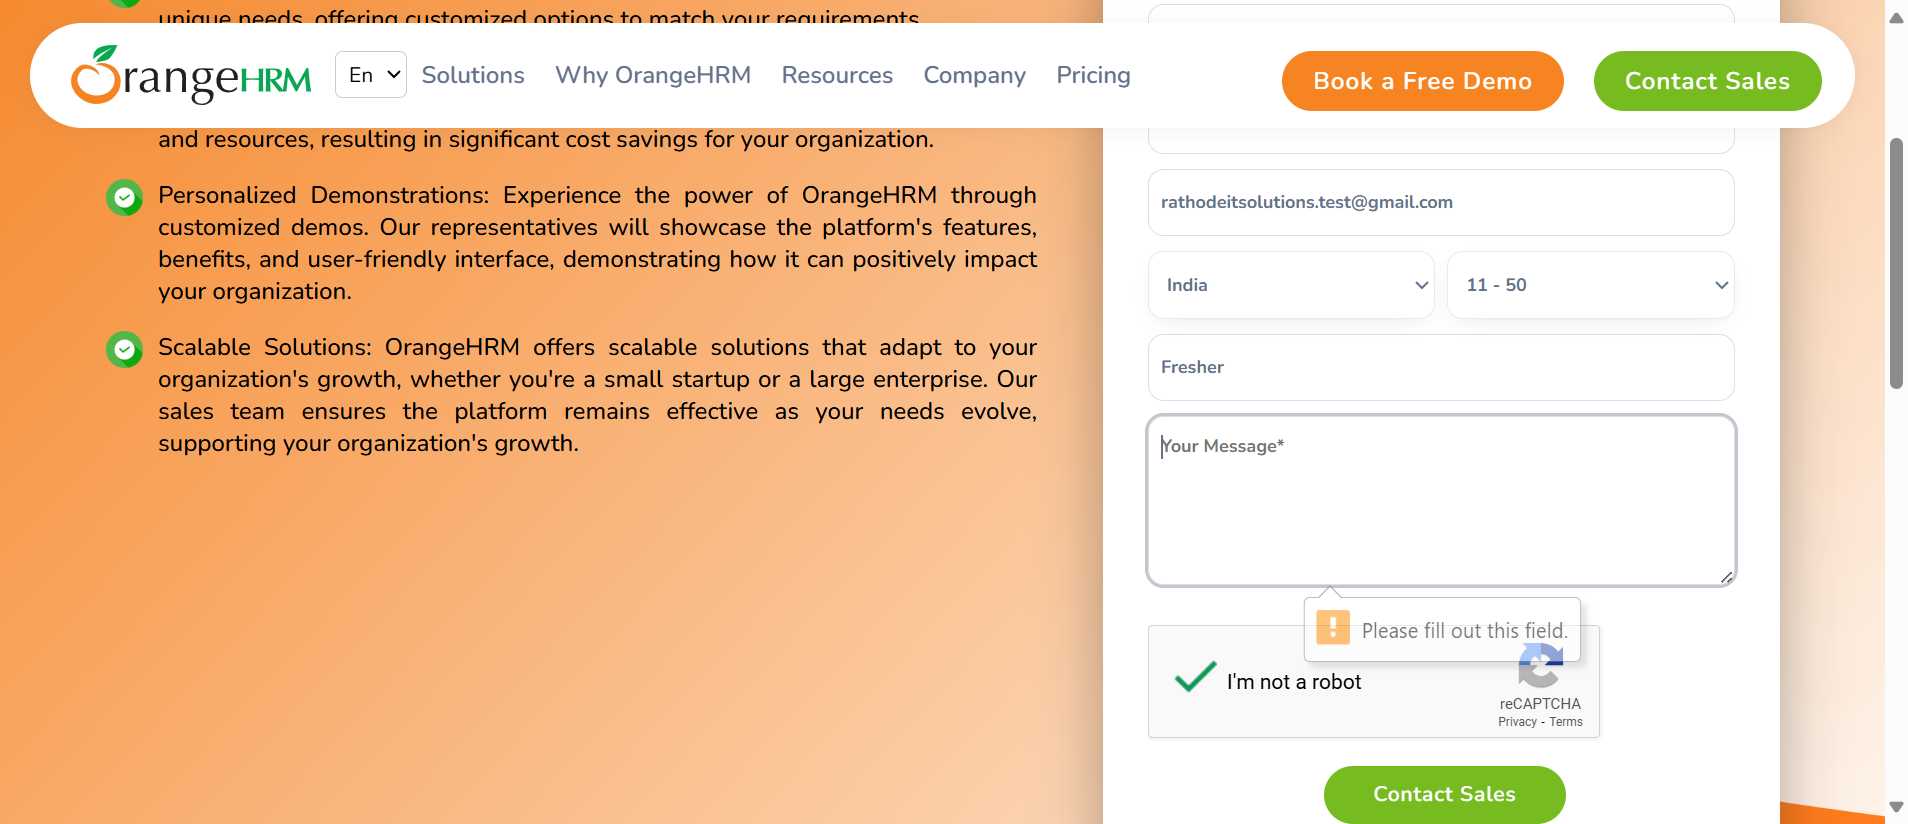 unique needs, offering customized options to match your requirements.
OrangeHRM
En
Solutions
Why OrangeHRM
Resources
Company
Pricing
Book a Free Demo
Contact Sales
and resources, resulting in significant cost savings for your organization.
Personalized Demonstrations: Experience the power of OrangeHRM through
customized demos. Our representatives will showcase the platform's features,
benefits, and user-friendly interface, demonstrating how it can positively impact
your organization.
Scalable Solutions: OrangeHRM offers scalable solutions that adapt to your
organization's growth, whether you're a small startup or a large enterprise. Our
sales team ensures the platform remains effective as your needs evolve,
supporting your organization's growth.
rathodeitsolutions.test@gmail.com
India
11 - 50
Fresher
Your Message*
Please fill out this field.
I'm not a robot
reCAPTCHA
Privacy - Terms
Contact Sales